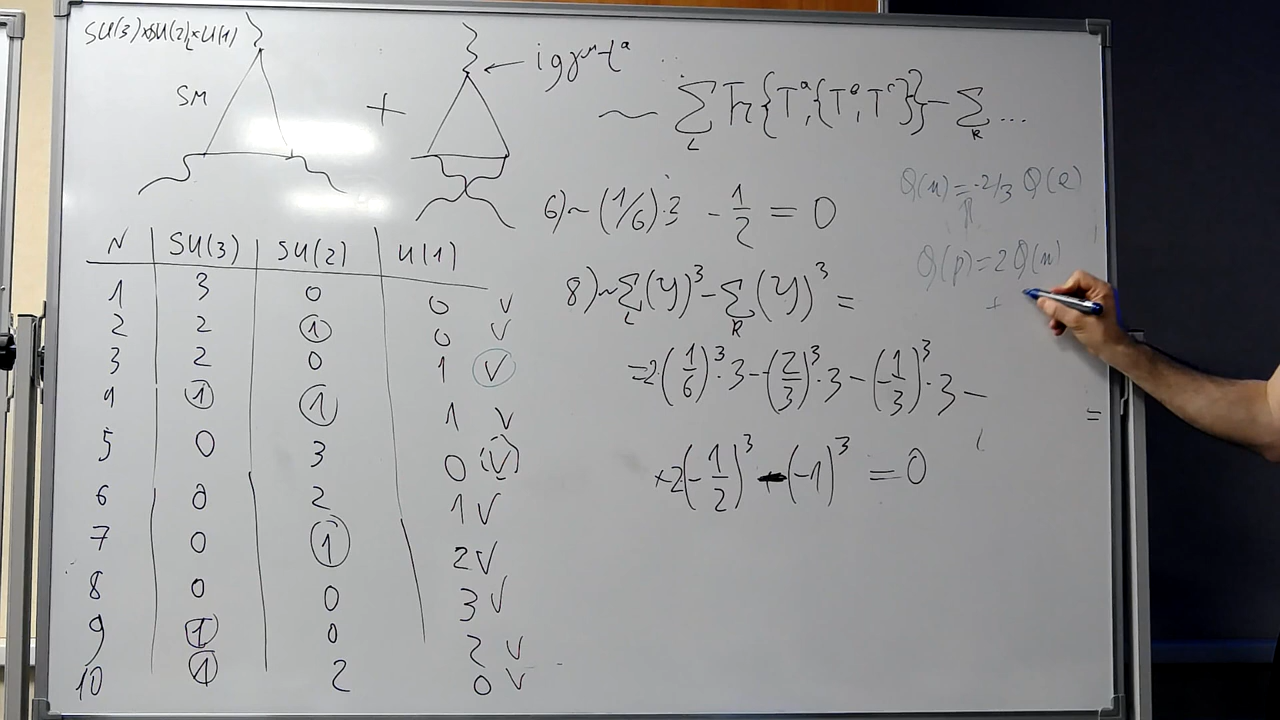 SU(3)×SU(2)_L×U(1)
SM
+
← igγ^μ t^a
~ Σ_L Tr{T^a,{T^a,T^c}} - Σ_R ...
6) ~ (1/6)·3 - 1/2 = 0
Q(u) = -2/3 Q(e)
Q(p) = 2Q(u)
+
8) ~ Σ_L (Y)^3 - Σ_R (Y)^3 =
= 2(1/6)^3·3 - (2/3)^3·3 - (-1/3)^3·3 -
+2(-1/2)^3 - (-1)^3 = 0
=
N | SU(3) | SU(2) | U(1)
1 3 0 0 v
2 2 1 0 v
3 2 0 1 v
4 1 1 1 v
5 0 3 0 (v)
6 0 2 1 v
7 0 1 2 v
8 0 0 3 v
9 1 0 2 v
10 1 2 0 v